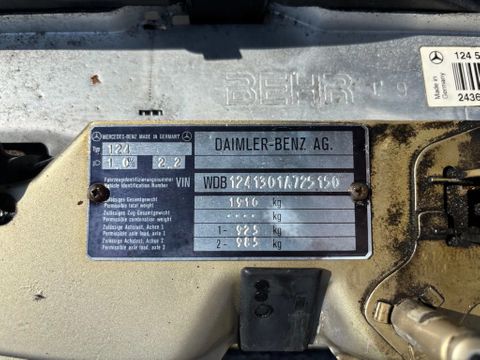 BEHR
124 5
Made in
Germany
2436
MERCEDES-BENZ MADE IN GERMANY
Typ 124
1.0% 2.2
DAIMLER-BENZ AG.
Fahrzeugidentifizierungsnummer
Vehicle Identification Number VIN WDB1241301A725150
Zulässiges Gesamtgewicht
Permissible total weight 1910 kg
Zulässiges Zug-Gesamtgewicht
Permissible comb. weight ---- kg
Zulässige Achslast, Achse 1
Permissible axle load, axle 1 1- 925 kg
Zulässige Achslast, Achse 2
Permissible axle load, axle 2 2- 985 kg